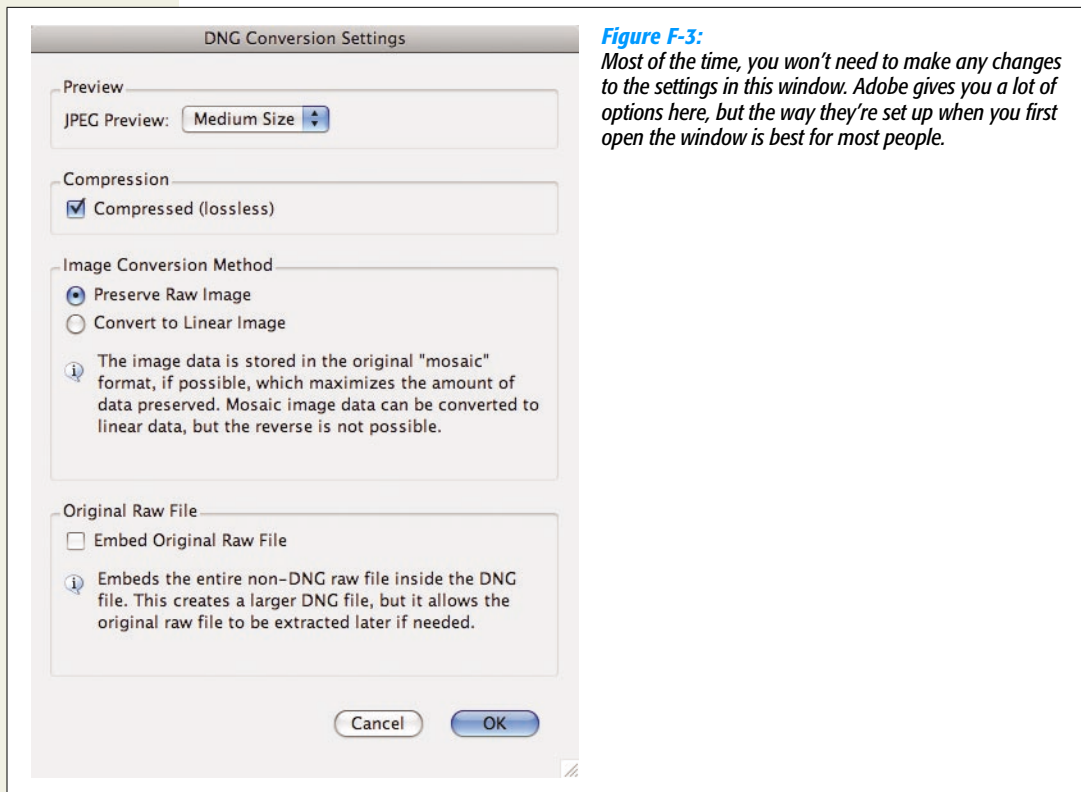 DNG Conversion Settings
Preview
JPEG Preview: Medium Size
Compression
Compressed (lossless)
Image Conversion Method
Preserve Raw Image
Convert to Linear Image
The image data is stored in the original "mosaic"
format, if possible, which maximizes the amount of
data preserved. Mosaic image data can be converted to
linear data, but the reverse is not possible.
Original Raw File
Embed Original Raw File
Embeds the entire non-DNG raw file inside the DNG
file. This creates a larger DNG file, but it allows the
original raw file to be extracted later if needed.
Cancel OK
Figure F-3:
Most of the time, you won't need to make any changes
to the settings in this window. Adobe gives you a lot of
options here, but the way they're set up when you first
open the window is best for most people.